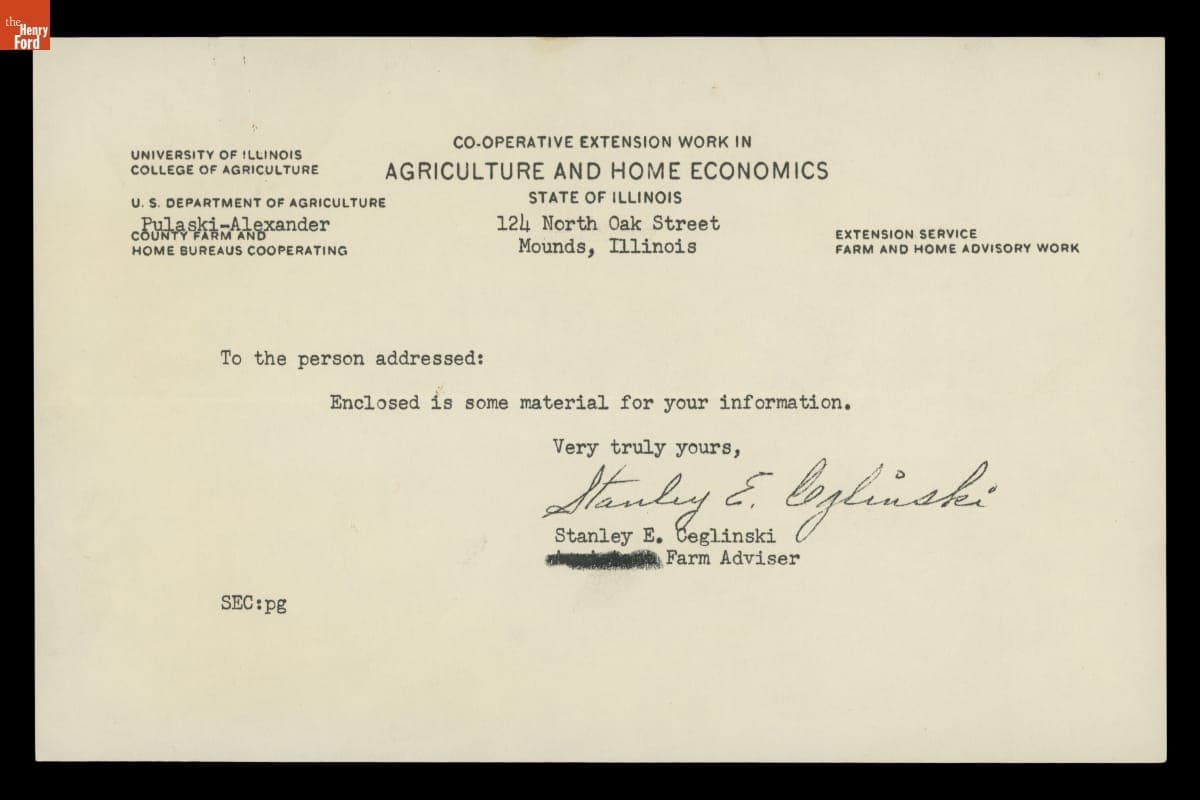 the
Henry
Ford
UNIVERSITY OF ILLINOIS
COLLEGE OF AGRICULTURE
U. S. DEPARTMENT OF AGRICULTURE
Pulaski-Alexander
COUNTY FARM AND
HOME BUREAUS COOPERATING
CO-OPERATIVE EXTENSION WORK IN
AGRICULTURE AND HOME ECONOMICS
STATE OF ILLINOIS
124 North Oak Street
Mounds, Illinois
EXTENSION SERVICE
FARM AND HOME ADVISORY WORK
To the person addressed:
Enclosed is some material for your information.
Very truly yours,
Stanley E. Ceglinski
Stanley E. Ceglinski
Farm Adviser
SEC:pg